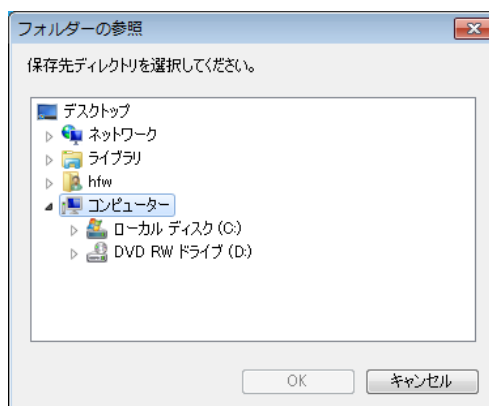 フォルダーの参照
保存先ディレクトリを選択してください。
デスクトップ
ネットワーク
ライブラリ
hfw
コンピューター
ローカル ディスク (C:)
DVD RW ドライブ (D:)
OK
キャンセル